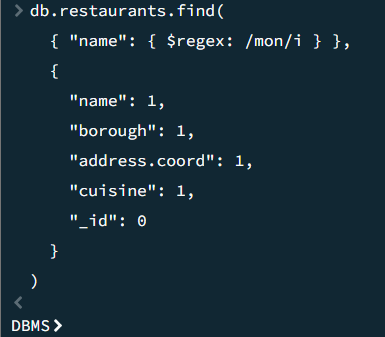 > db.restaurants.find(
{ "name": { $regex: /mon/i } },
{
"name": 1,
"borough": 1,
"address.coord": 1,
"cuisine": 1,
"_id": 0
}
)
<
DBMS>